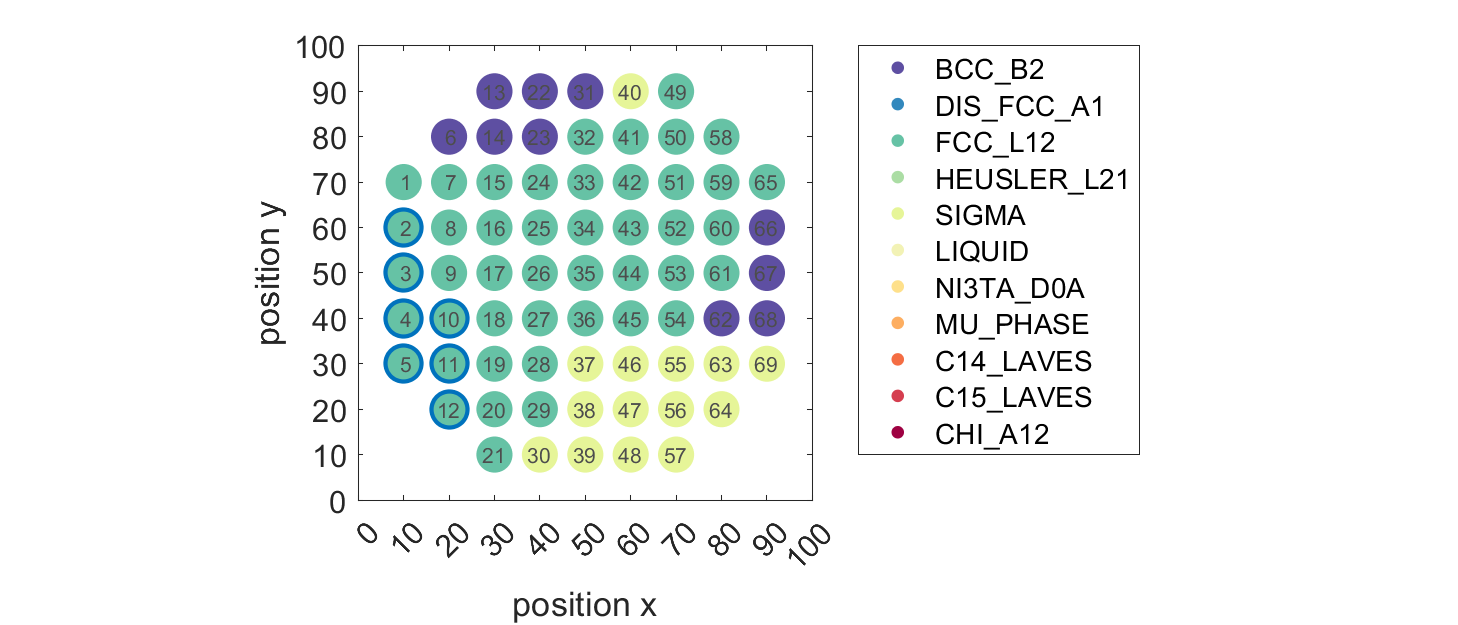 100
90
80
70
60
50
40
30
20
10
0
13 22 31 40 49
6 14 23 32 41 50 58
1 7 15 24 33 42 51 59 65
2 8 16 25 34 43 52 60 66
3 9 17 26 35 44 53 61 67
4 10 18 27 36 45 54 62 68
5 11 19 28 37 46 55 63 69
12 20 29 38 47 56 64
21 30 39 48 57
0 10 20 30 40 50 60 70 80 90 100
position x
position y
BCC_B2
DIS_FCC_A1
FCC_L12
HEUSLER_L21
SIGMA
LIQUID
NI3TA_D0A
MU_PHASE
C14_LAVES
C15_LAVES
CHI_A12